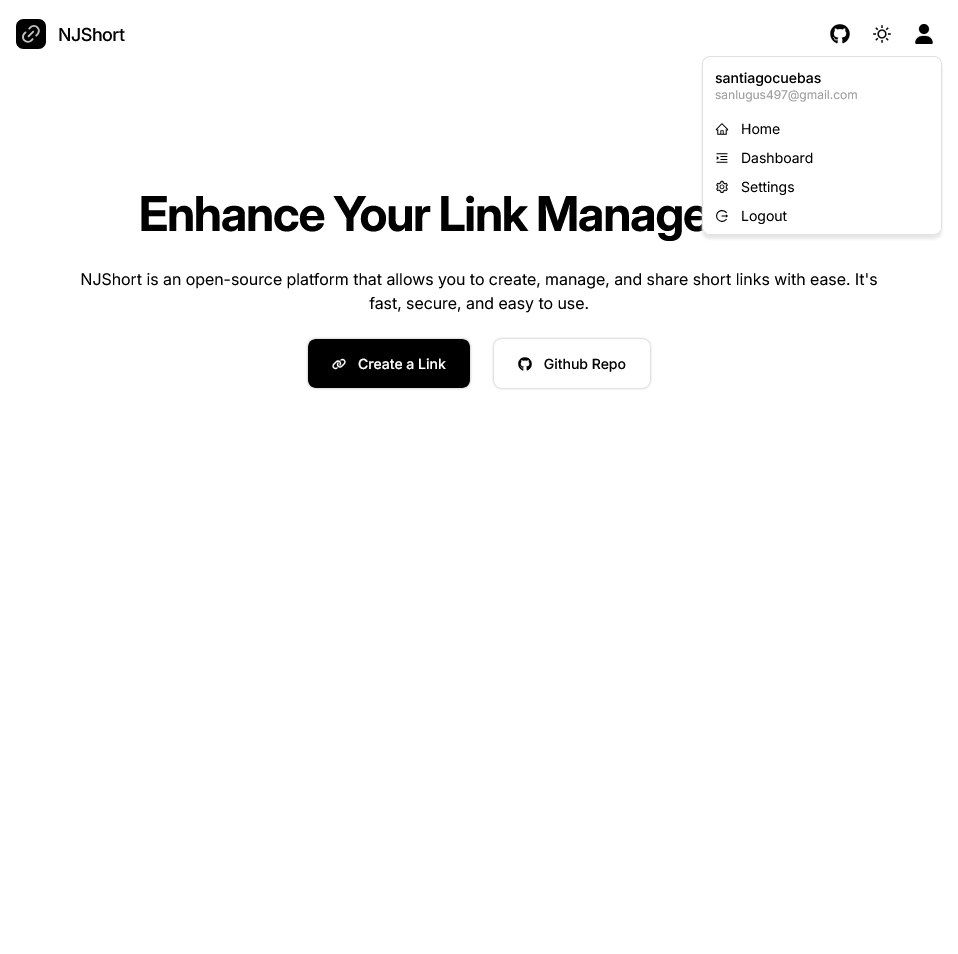 NJShort
santiagocuebas
sanlugus497@gmail.com
Home
Dashboard
Settings
Logout
Enhance Your Link Manage
NJShort is an open-source platform that allows you to create, manage, and share short links with ease. It's
fast, secure, and easy to use.
Create a Link
Github Repo